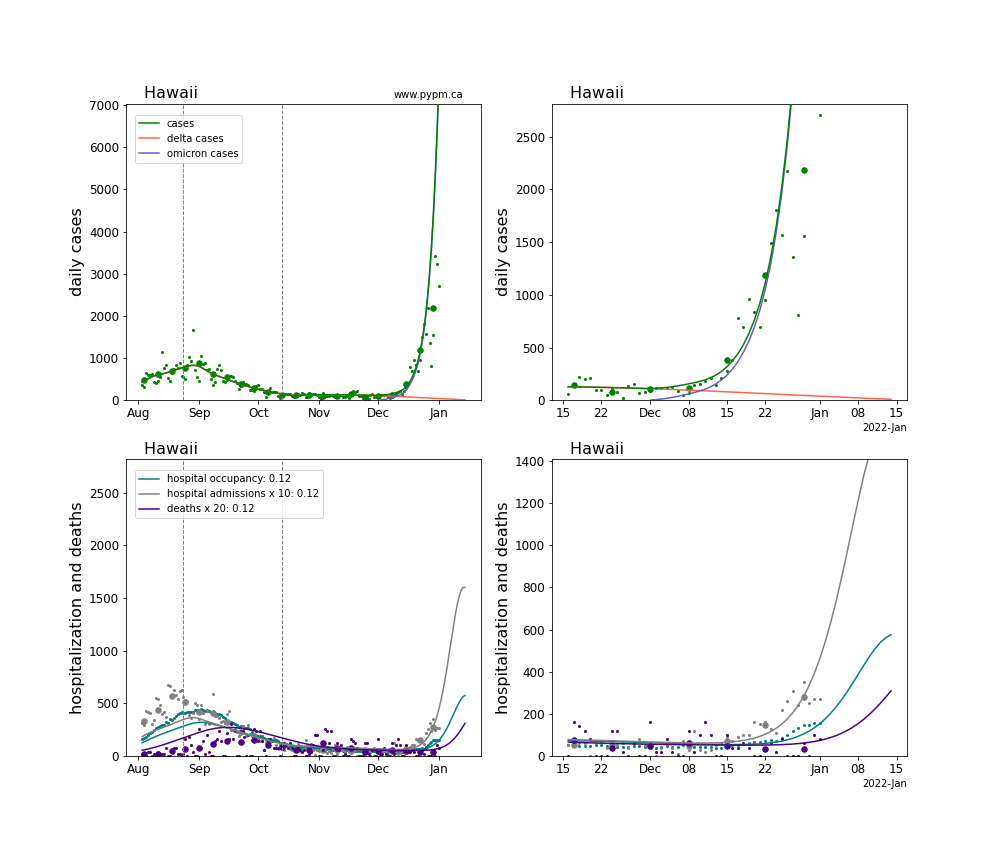 Hawaii
www.pypm.ca
7000
6000
5000
4000
3000
2000
1000
0
daily cases
cases
delta cases
omicron cases
Aug Sep Oct Nov Dec Jan
Hawaii
2500
2000
1500
1000
500
0
daily cases
15 22 Dec 08 15 22 Jan 08 15
2022-Jan
Hawaii
2500
2000
1500
1000
500
0
hospitalization and deaths
hospital occupancy: 0.12
hospital admissions x 10: 0.12
deaths x 20: 0.12
Aug Sep Oct Nov Dec Jan
Hawaii
1400
1200
1000
800
600
400
200
0
hospitalization and deaths
15 22 Dec 08 15 22 Jan 08 15
2022-Jan